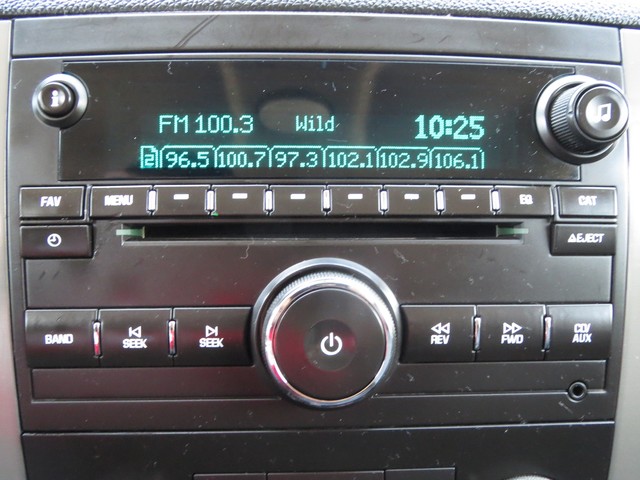 FM 100.3 Wild 10:25
2 96.5 100.7 97.3 102.1 102.9 106.1
FAV MENU EQ CAT
EJECT
BAND SEEK SEEK REV FWD
AUX